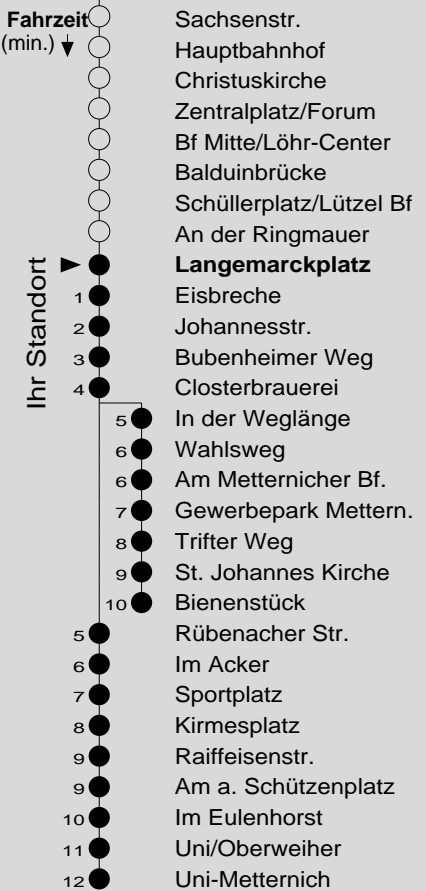 Fahrzeit Sachsenstr.
(min.) Hauptbahnhof
Christuskirche
Zentralplatz/Forum
Bf Mitte/Löhr-Center
Balduinbrücke
Schüllerplatz/Lützel Bf
An der Ringmauer
Ihr Standort
Langemarckplatz
1 Eisbreche
2 Johannesstr.
3 Bubenheimer Weg
4 Closterbrauerei
5 In der Weglänge
6 Wahlsweg
6 Am Metternicher Bf.
7 Gewerbepark Mettern.
8 Trifter Weg
9 St. Johannes Kirche
10 Bienenstück
5 Rübenacher Str.
6 Im Acker
7 Sportplatz
8 Kirmesplatz
9 Raiffeisenstr.
9 Am a. Schützenplatz
10 Im Eulenhorst
11 Uni/Oberweiher
12 Uni-Metternich